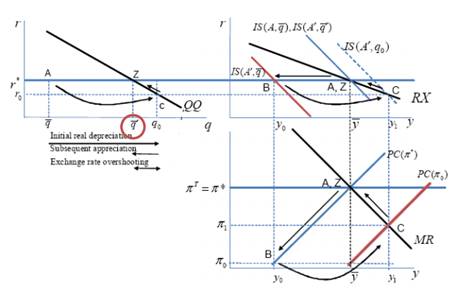 r
r
IS(A,q̅),IS(A′,q̅′)
IS(A′,q₀)
A
Z
r*
r₀
c
QQ
IS(A′,q̅)
B
A, Z
C
RX
q̅
q̅′
q₀
q
y₀
y̅
y₁
y
Initial real depreciation
Subsequent appreciation
Exchange rate overshooting
π
PC(π*)
PC(π₀)
A, Z
πᵀ = π*
π₁
C
MR
B
π₀
y₀
y̅
y₁
y